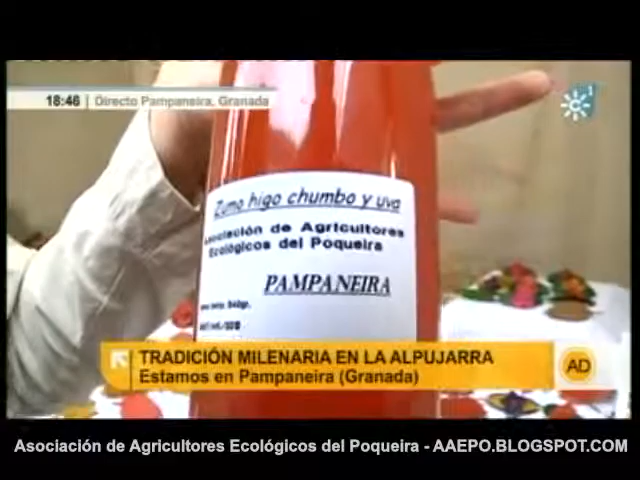 18:46 Directo Pampaneira, Granada
1
Zumo higo chumbo y uva
Asociación de Agricultores
Ecológicos del Poqueira
PAMPANEIRA
TRADICIÓN MILENARIA EN LA ALPUJARRA
Estamos en Pampaneira (Granada)
AD
Asociación de Agricultores Ecológicos del Poqueira - AAEPO.BLOGSPOT.COM